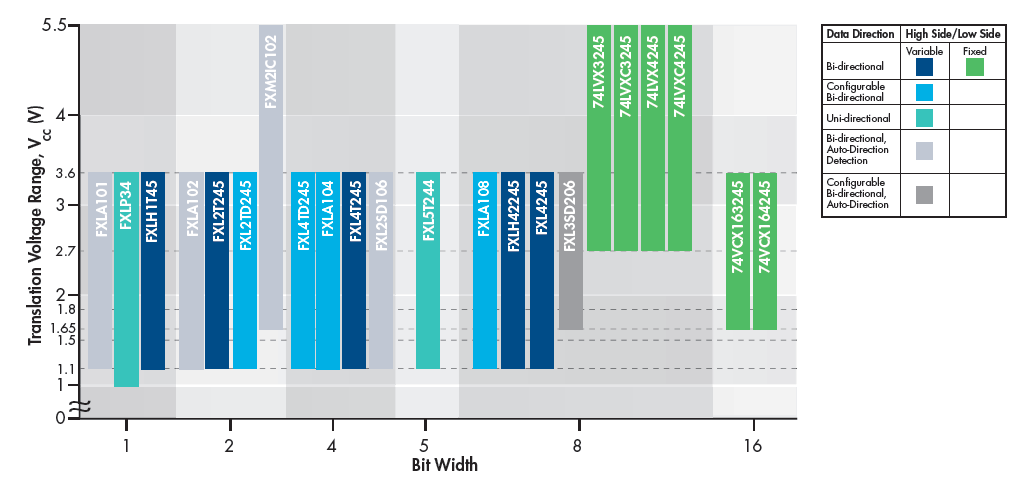 5.5
4
3.6
3
2.7
2
1.8
1.65
1.5
1.1
1
0
Translation Voltage Range, Vcc (V)
FXLA101
FXLP34
FXLH1T45
FXLA102
FXL2T245
FXL2TD245
FXM2IC102
FXL4TD245
FXLA104
FXL4T245
FXL2SD106
FXL5T244
FXLA108
FXLH42245
FXL4245
FXL3SD206
74LVX3245
74LVXC3245
74LVX4245
74LVXC4245
74VCX163245
74VCX164245
1 2 4 5 8 16
Bit Width
Data Direction High Side/Low Side
Variable Fixed
Bi-directional
Configurable
Bi-directional
Uni-directional
Bi-directional,
Auto-Direction
Detection
Configurable
Bi-directional,
Auto-Direction